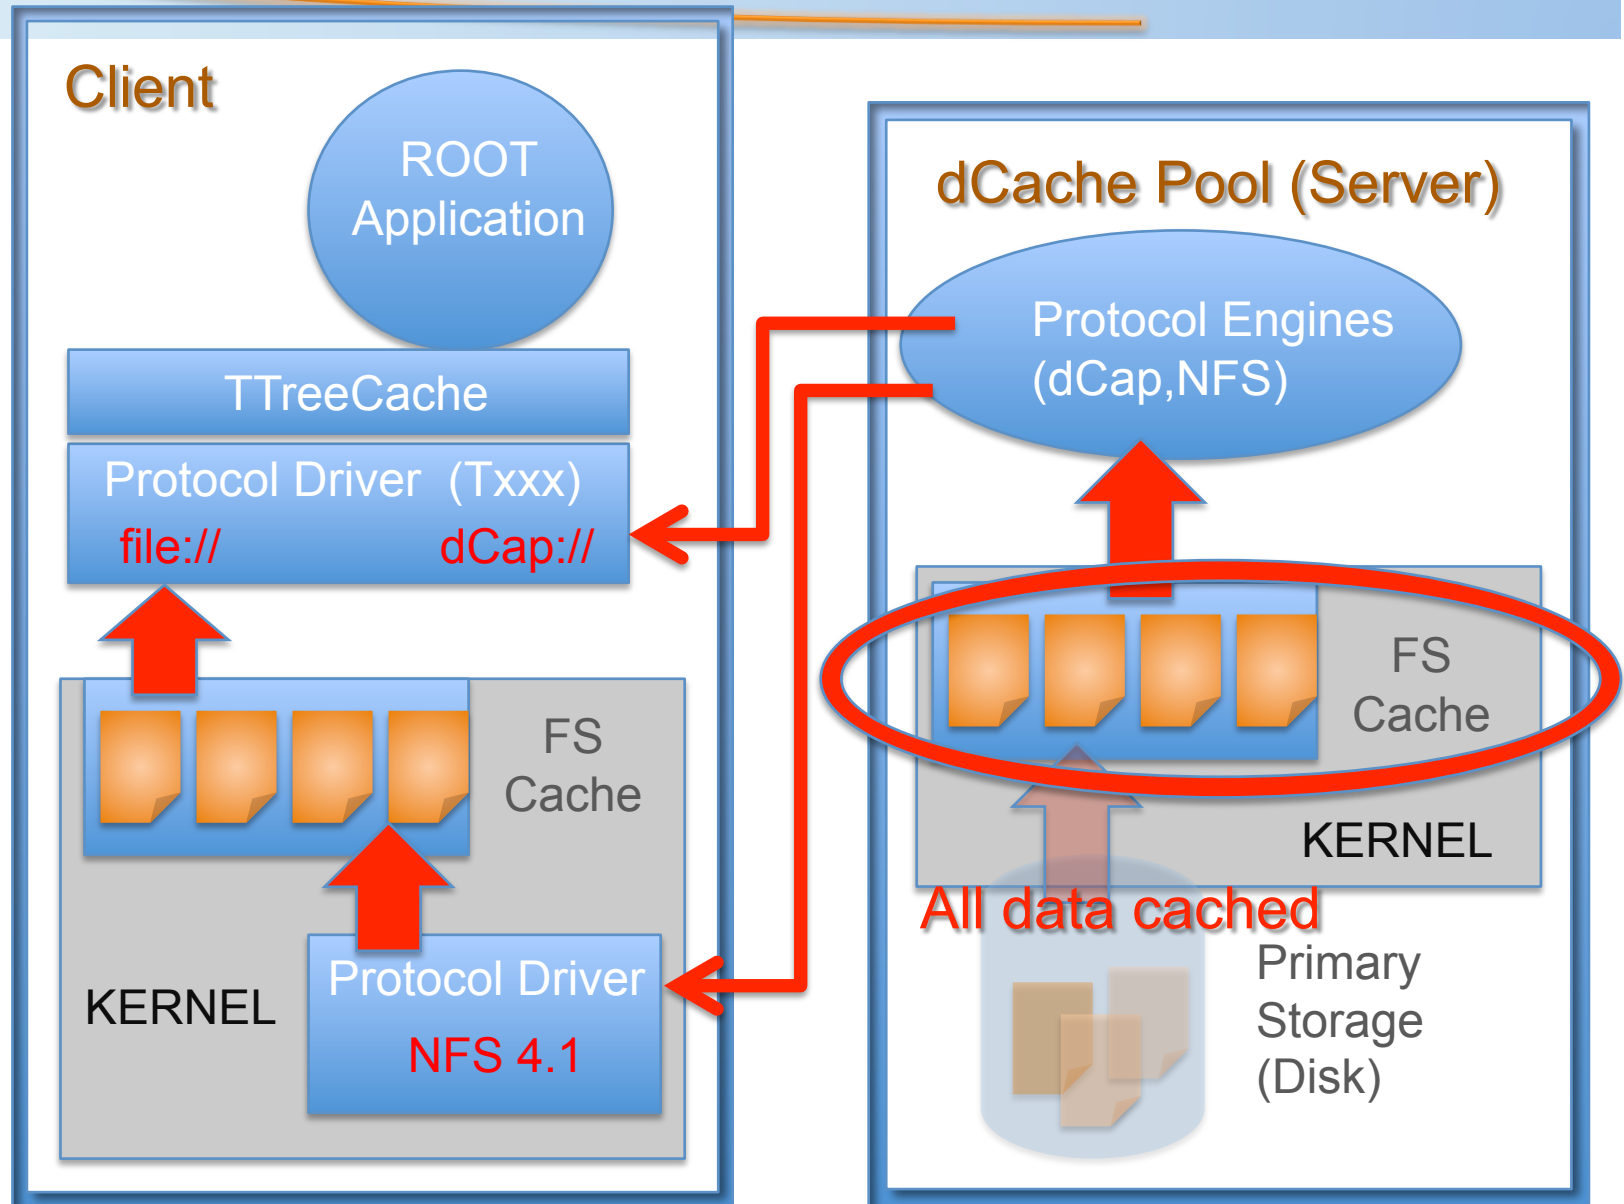 Client
ROOT
Application
TTreeCache
Protocol Driver (Txxx)
file://
dCap://
FS
Cache
KERNEL
Protocol Driver
NFS 4.1
dCache Pool (Server)
Protocol Engines
(dCap,NFS)
FS
Cache
KERNEL
All data cached
Primary
Storage
(Disk)